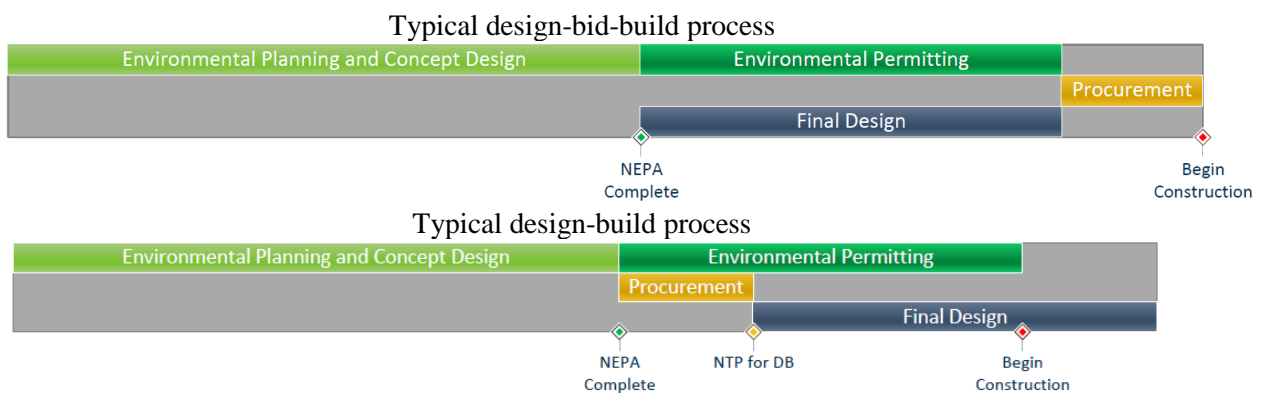 Typical design-bid-build process
Environmental Planning and Concept Design
Environmental Permitting
Procurement
Final Design
NEPA
Complete
Begin
Construction
Typical design-build process
Environmental Planning and Concept Design
Environmental Permitting
Procurement
Final Design
NEPA
Complete
NTP for DB
Begin
Construction